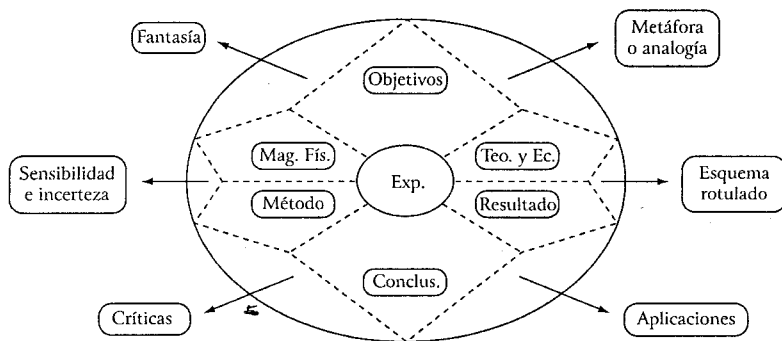 Fantasía
Metáfora
o analogía
Objetivos
Mag. Fís.
Teo. y Ec.
Sensibilidad
e incerteza
Exp.
Esquema
rotulado
Método
Resultado
Conclus.
Críticas
Aplicaciones